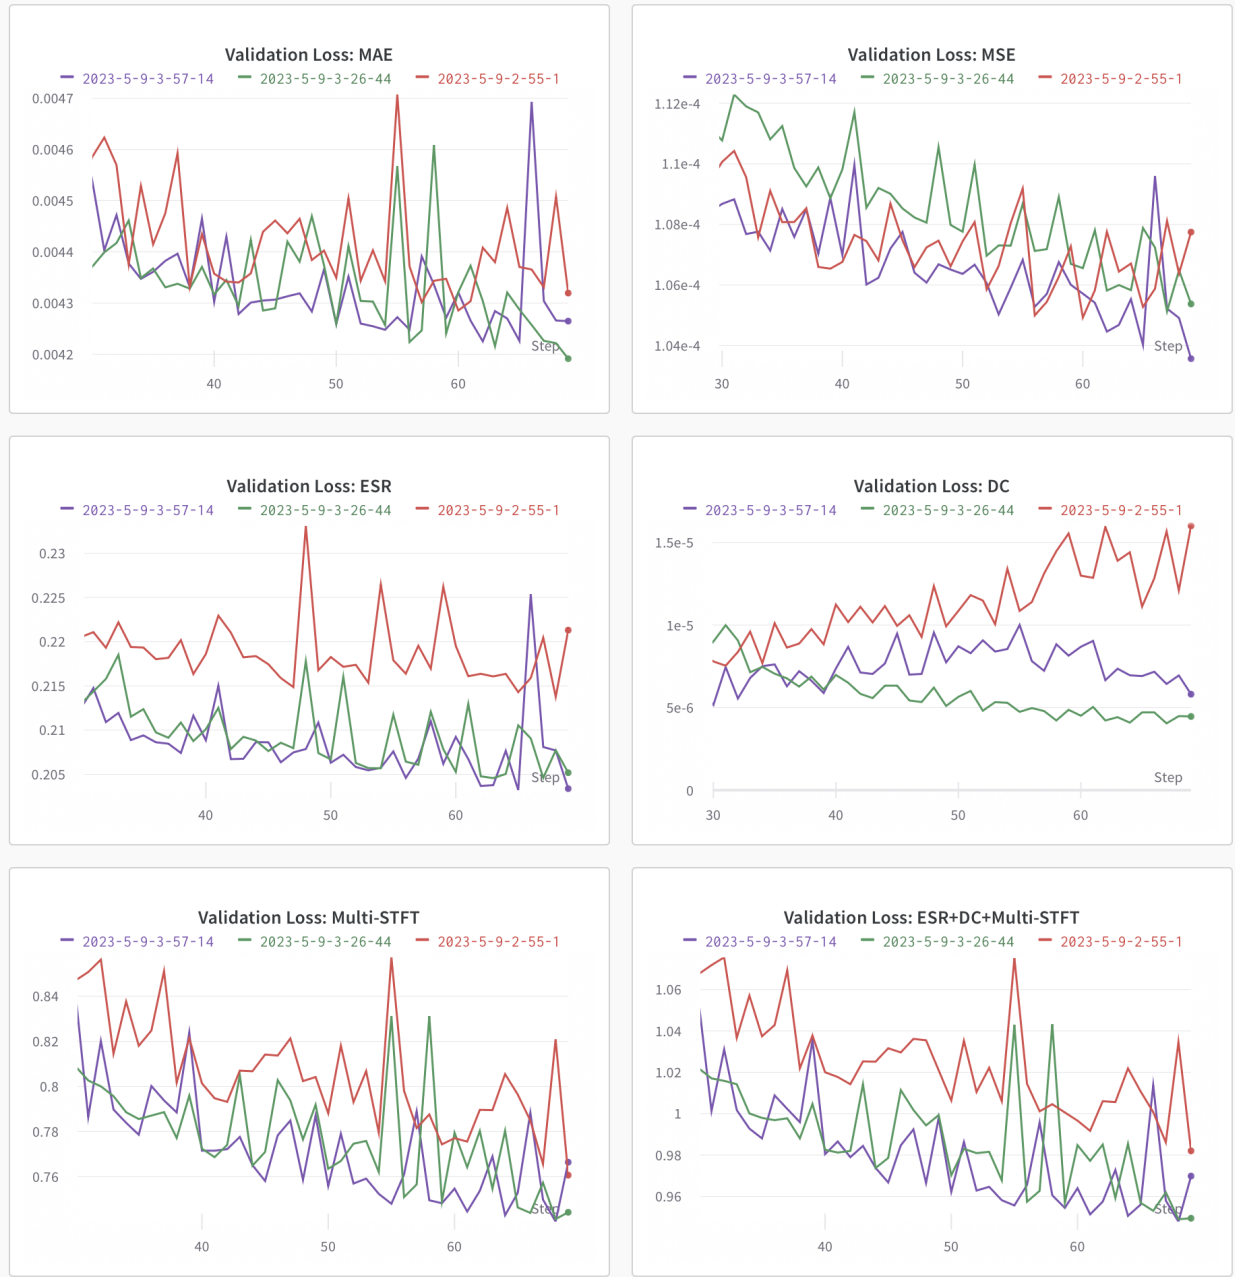 Validation Loss: MAE
2023-5-9-3-57-14 2023-5-9-3-26-44 2023-5-9-2-55-1
0.0047
0.0046
0.0045
0.0044
0.0043
0.0042
Step
40 50 60
Validation Loss: MSE
2023-5-9-3-57-14 2023-5-9-3-26-44 2023-5-9-2-55-1
1.12e-4
1.1e-4
1.08e-4
1.06e-4
1.04e-4
Step
30 40 50 60
Validation Loss: ESR
2023-5-9-3-57-14 2023-5-9-3-26-44 2023-5-9-2-55-1
0.23
0.225
0.22
0.215
0.21
0.205
Step
40 50 60
Validation Loss: DC
2023-5-9-3-57-14 2023-5-9-3-26-44 2023-5-9-2-55-1
1.5e-5
1e-5
5e-6
0
Step
30 40 50 60
Validation Loss: Multi-STFT
2023-5-9-3-57-14 2023-5-9-3-26-44 2023-5-9-2-55-1
0.84
0.82
0.8
0.78
0.76
Step
40 50 60
Validation Loss: ESR+DC+Multi-STFT
2023-5-9-3-57-14 2023-5-9-3-26-44 2023-5-9-2-55-1
1.06
1.04
1.02
1
0.98
0.96
Step
40 50 60